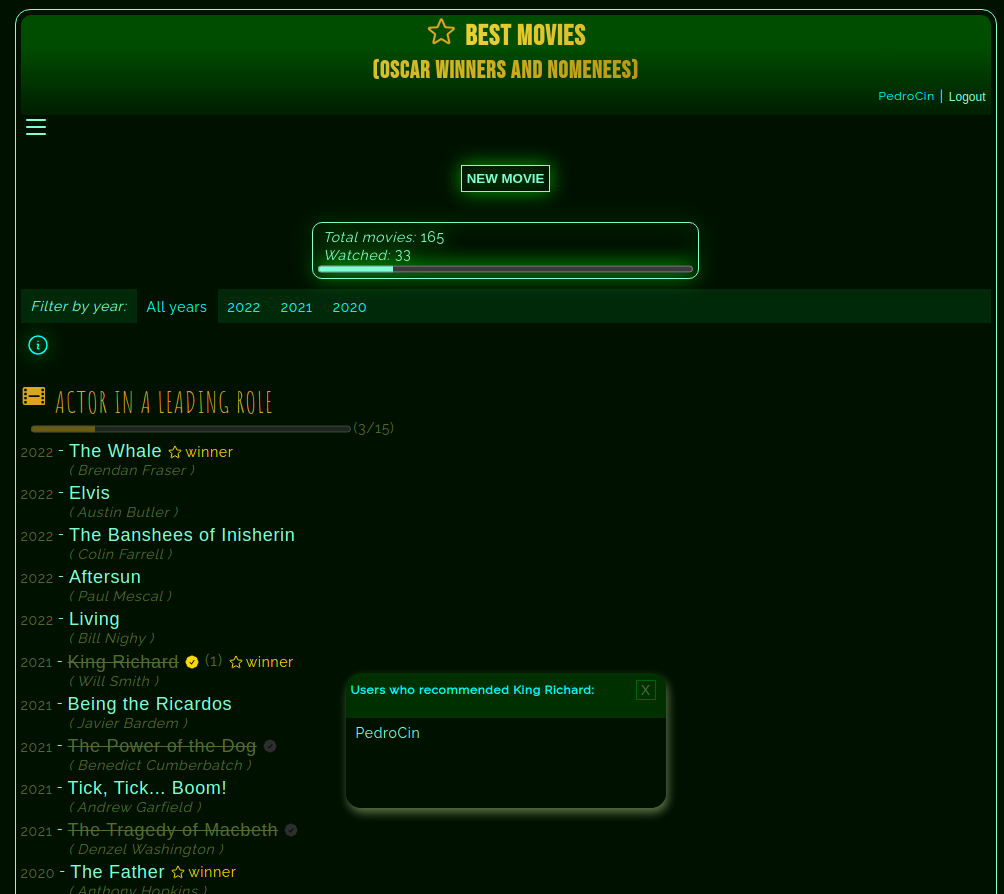 BEST MOVIES
(OSCAR WINNERS AND NOMENEES)
PedroCin | Logout
NEW MOVIE
Total movies: 165
Watched: 33
Filter by year: All years 2022 2021 2020
ACTOR IN A LEADING ROLE
(3/15)
2022 - The Whale winner
( Brendan Fraser )
2022 - Elvis
( Austin Butler )
2022 - The Banshees of Inisherin
( Colin Farrell )
2022 - Aftersun
( Paul Mescal )
2022 - Living
( Bill Nighy )
2021 - King Richard (1) winner
( Will Smith )
2021 - Being the Ricardos
( Javier Bardem )
2021 - The Power of the Dog
( Benedict Cumberbatch )
2021 - Tick, Tick... Boom!
( Andrew Garfield )
2021 - The Tragedy of Macbeth
( Denzel Washington )
2020 - The Father winner
( Anthony Hopkins )
Users who recommended King Richard: X
PedroCin